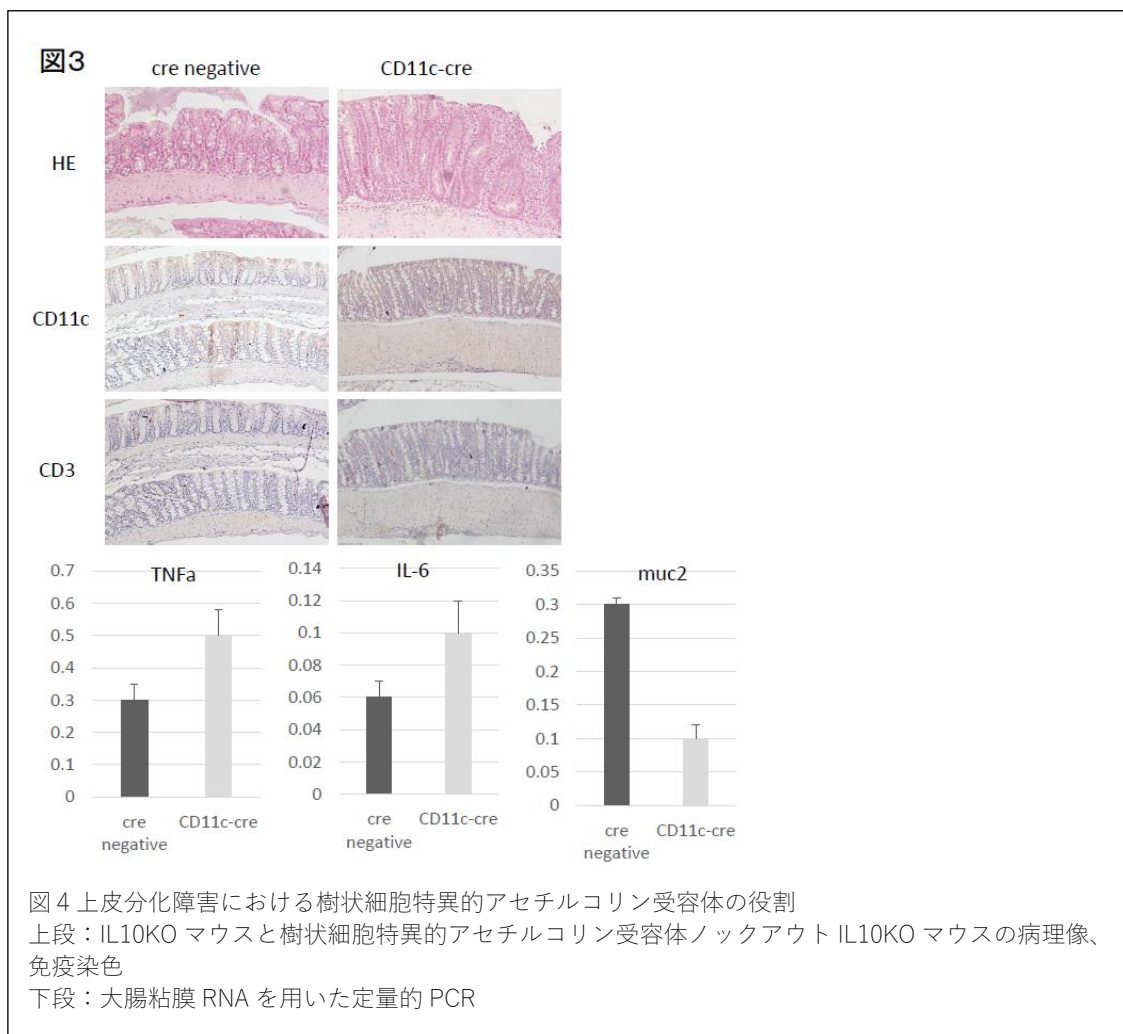 図3
cre negative CD11c-cre
HE
CD11c
CD3
TNFa
0.7
0.6
0.5
0.4
0.3
0.2
0.1
0
cre negative
CD11c-cre
IL-6
0.14
0.12
0.1
0.08
0.06
0.04
0.02
0
cre negative
CD11c-cre
muc2
0.35
0.3
0.25
0.2
0.15
0.1
0.05
0
cre negative
CD11c-cre
図4 上皮分化障害における樹状細胞特異的アセチルコリン受容体の役割
上段：IL10KO マウスと樹状細胞特異的アセチルコリン受容体ノックアウト IL10KO マウスの病理像、
免疫染色
下段：大腸粘膜 RNA を用いた定量的 PCR